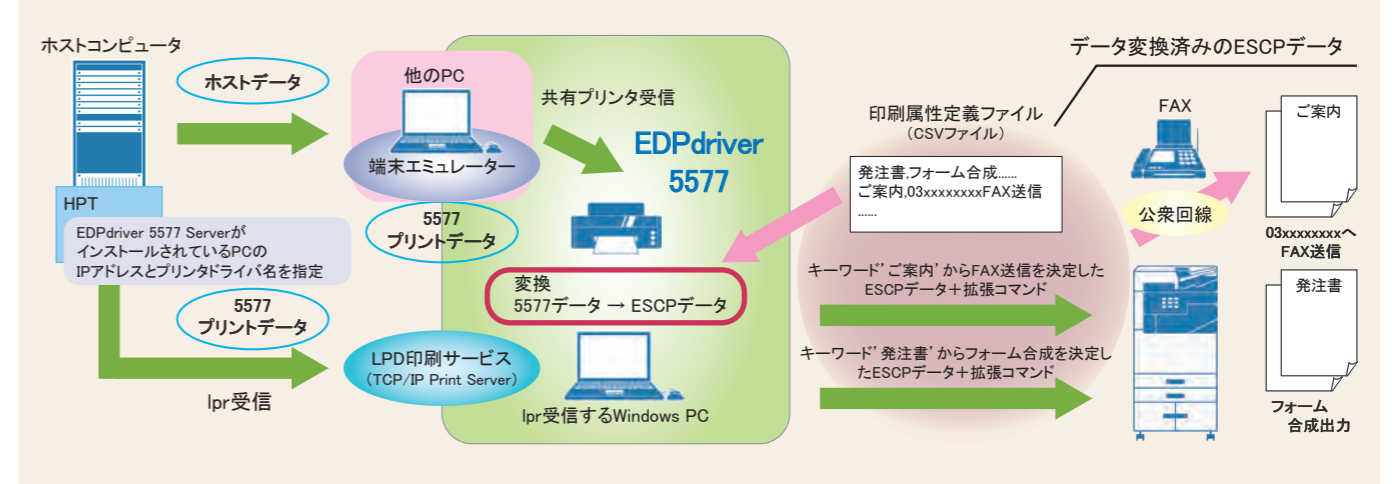 ホストコンピュータ
ホストデータ
他のPC
端末エミュレーター
共有プリンタ受信
EDPdriver
5577
HPT
EDPdriver 5577 Serverが
インストールされているPCの
IPアドレスとプリンタドライバ名を指定
5577
プリントデータ
5577
プリントデータ
lpr受信
LPD印刷サービス
(TCP/IP Print Server)
変換
5577データ → ESCPデータ
lpr受信するWindows PC
データ変換済みのESCPデータ
印刷属性定義ファイル
(CSVファイル)
発注書,フォーム合成......
ご案内,03xxxxxxxxFAX送信
......
キーワード'ご案内'からFAX送信を決定した
ESCPデータ+拡張コマンド
キーワード'発注書'からフォーム合成を決定し
たESCPデータ+拡張コマンド
FAX
公衆回線
ご案内
03xxxxxxxxへ
FAX送信
発注書
フォーム
合成出力